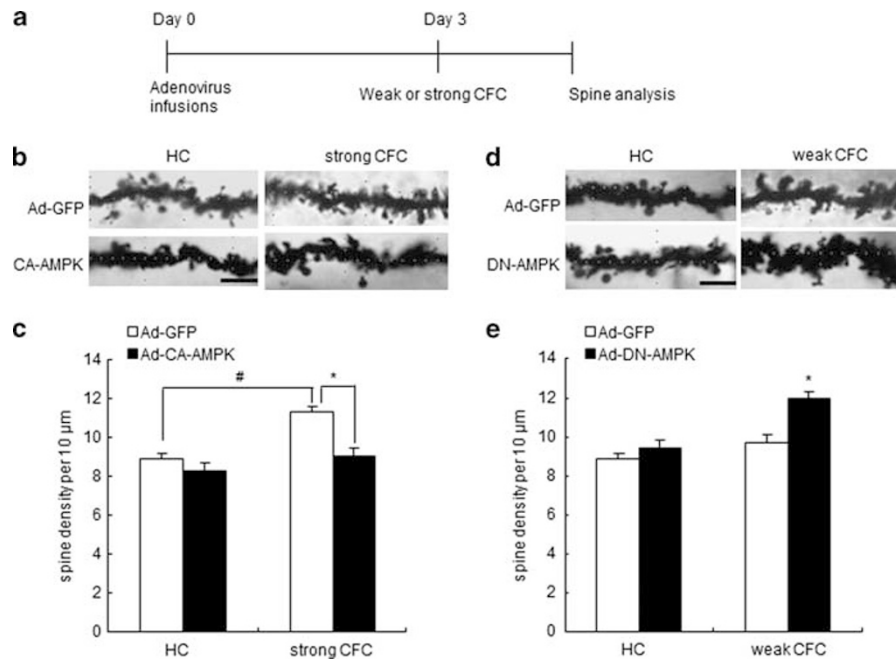 a
Day 0
Day 3
Adenovirus
infusions
Weak or strong CFC
Spine analysis
b
HC
strong CFC
Ad-GFP
CA-AMPK
d
HC
weak CFC
Ad-GFP
DN-AMPK
c
Ad-GFP
Ad-CA-AMPK
spine density per 10 µm
14
12
10
8
6
4
2
0
#
*
HC
strong CFC
e
Ad-GFP
Ad-DN-AMPK
spine density per 10 µm
14
12
10
8
6
4
2
0
*
HC
weak CFC